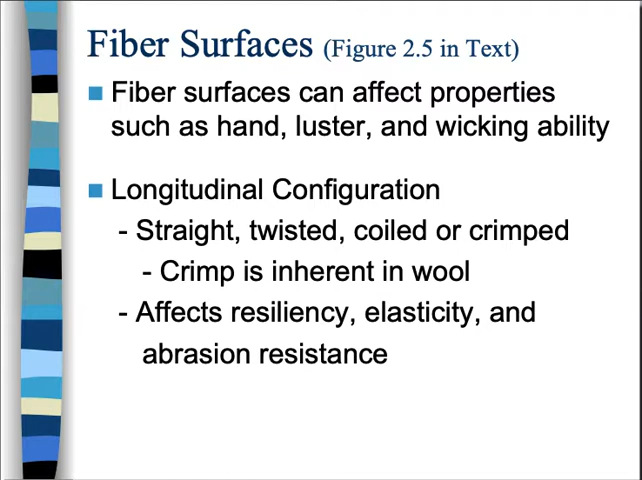 Fiber Surfaces (Figure 2.5 in Text)
■ Fiber surfaces can affect properties
such as hand, luster, and wicking ability
■ Longitudinal Configuration
- Straight, twisted, coiled or crimped
- Crimp is inherent in wool
- Affects resiliency, elasticity, and
abrasion resistance